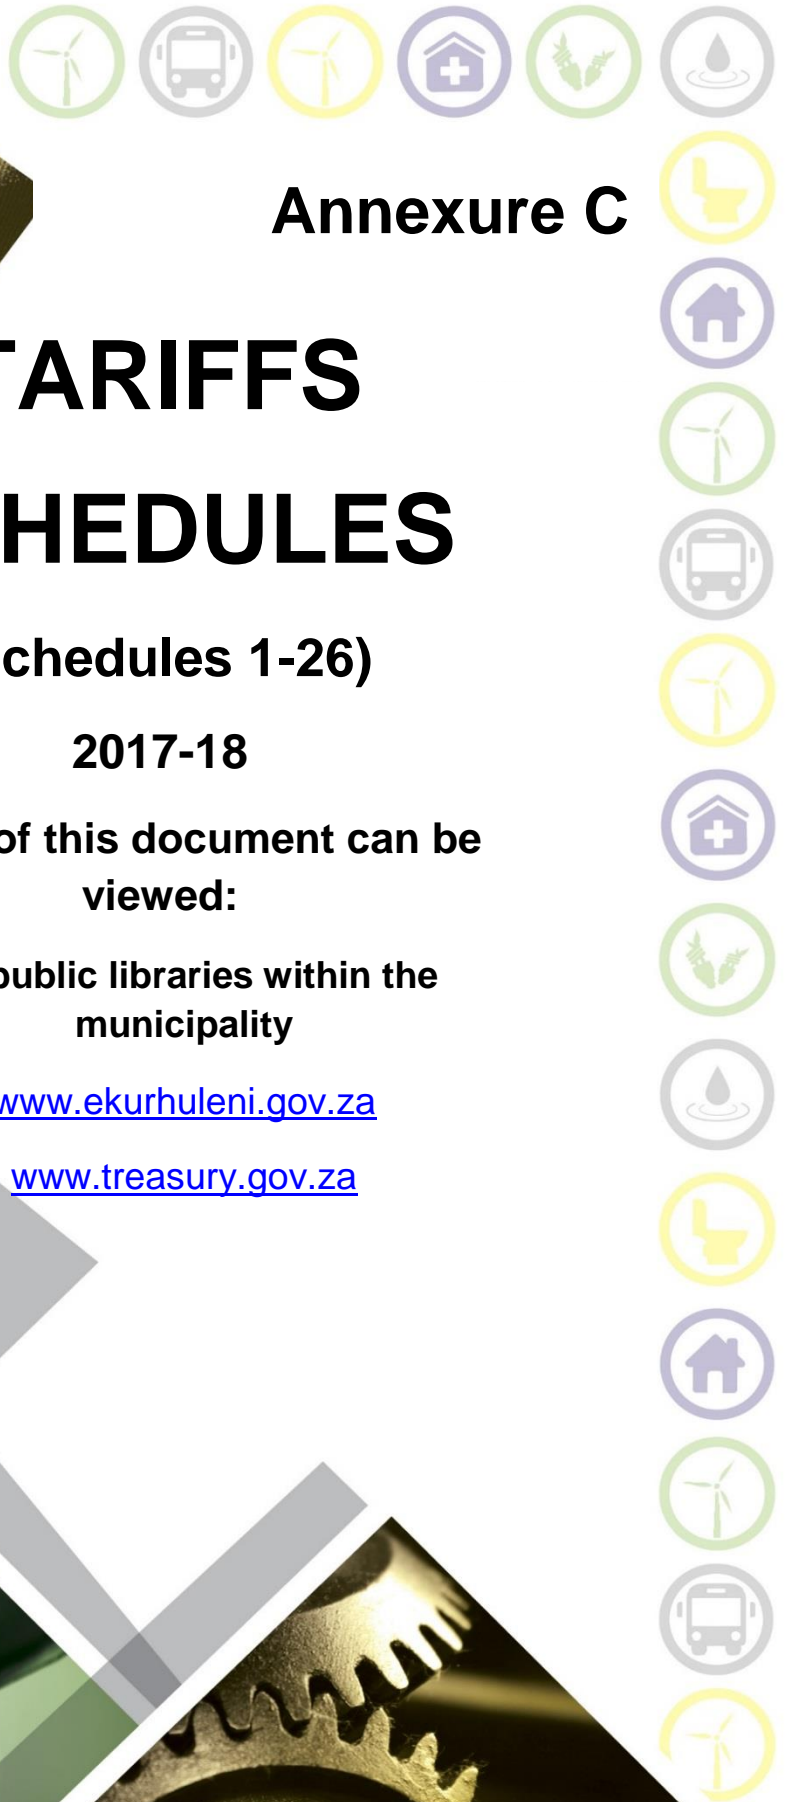 Annexure C
TARIFFS
HEDULES
chedules 1-26)
2017-18
of this document can be
viewed:
public libraries within the
municipality
www.ekurhuleni.gov.za
www.treasury.gov.za